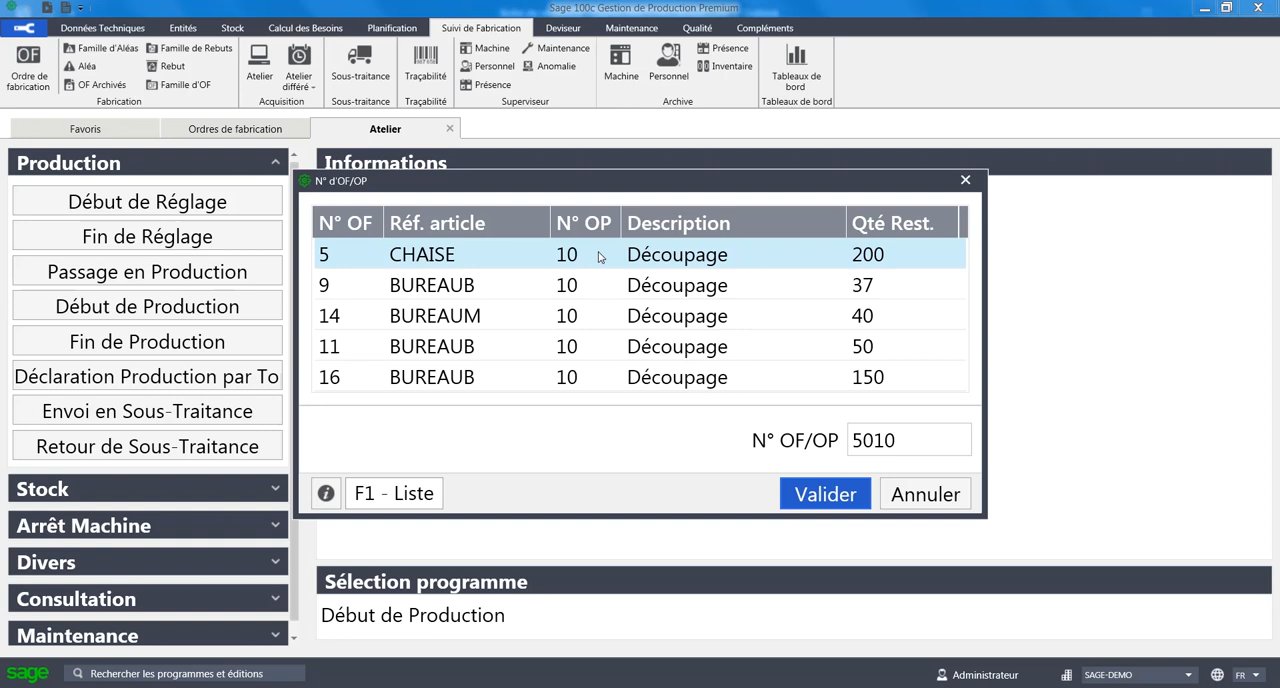 Sage 100c Gestion de Production Premium
Données Techniques Entités Stock Calcul des Besoins Planification Suivi de Fabrication Deviseur Maintenance Qualité Compléments
OF
Ordre de fabrication
Famille d'Aléas Famille de Rebuts
Aléa Rebut
OF Archivés Famille d'OF
Fabrication
Atelier
Atelier différé
Acquisition
Sous-traitance
Sous-traitance
Traçabilité
Traçabilité
Machine Maintenance
Personnel Anomalie
Présence
Superviseur
Machine
Personnel
Présence
Inventaire
Archive
Tableaux de bord
Tableaux de bord
Favoris Ordres de fabrication Atelier
Production
Début de Réglage
Fin de Réglage
Passage en Production
Début de Production
Fin de Production
Déclaration Production par To
Envoi en Sous-Traitance
Retour de Sous-Traitance
Stock
Arrêt Machine
Divers
Consultation
Maintenance
Informations
N° d'OF/OP
N° OF Réf. article N° OP Description Qté Rest.
5 CHAISE 10 Découpage 200
9 BUREAUB 10 Découpage 37
14 BUREAUM 10 Découpage 40
11 BUREAUB 10 Découpage 50
16 BUREAUB 10 Découpage 150
N° OF/OP 5010
F1 - Liste Valider Annuler
Sélection programme
Début de Production
sage Rechercher les programmes et éditions Administrateur SAGE-DEMO FR